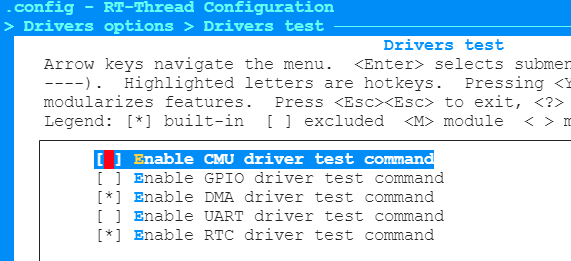 .config - RT-Thread Configuration
> Drivers options > Drivers test
Drivers test
Arrow keys navigate the menu.  <Enter> selects submen
----).  Highlighted letters are hotkeys.  Pressing <Y
modularizes features.  Press <Esc><Esc> to exit, <?>
Legend: [*] built-in  [ ] excluded  <M> module  < > m
[ ] Enable CMU driver test command
[ ] Enable GPIO driver test command
[*] Enable DMA driver test command
[ ] Enable UART driver test command
[*] Enable RTC driver test command